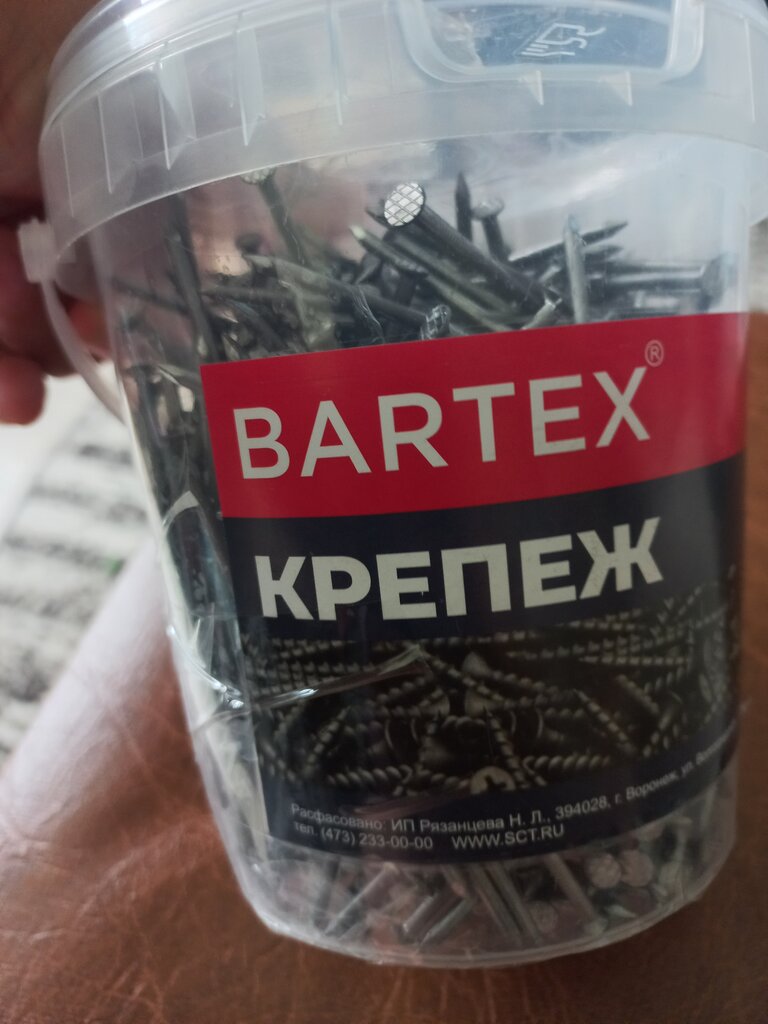 BARTEX®
КРЕПЕЖ
Расфасовано: ИП Рязанцева Н. Л., 394028, г. Воронеж, ул.
тел. (473) 233-00-00 WWW.SCT.RU